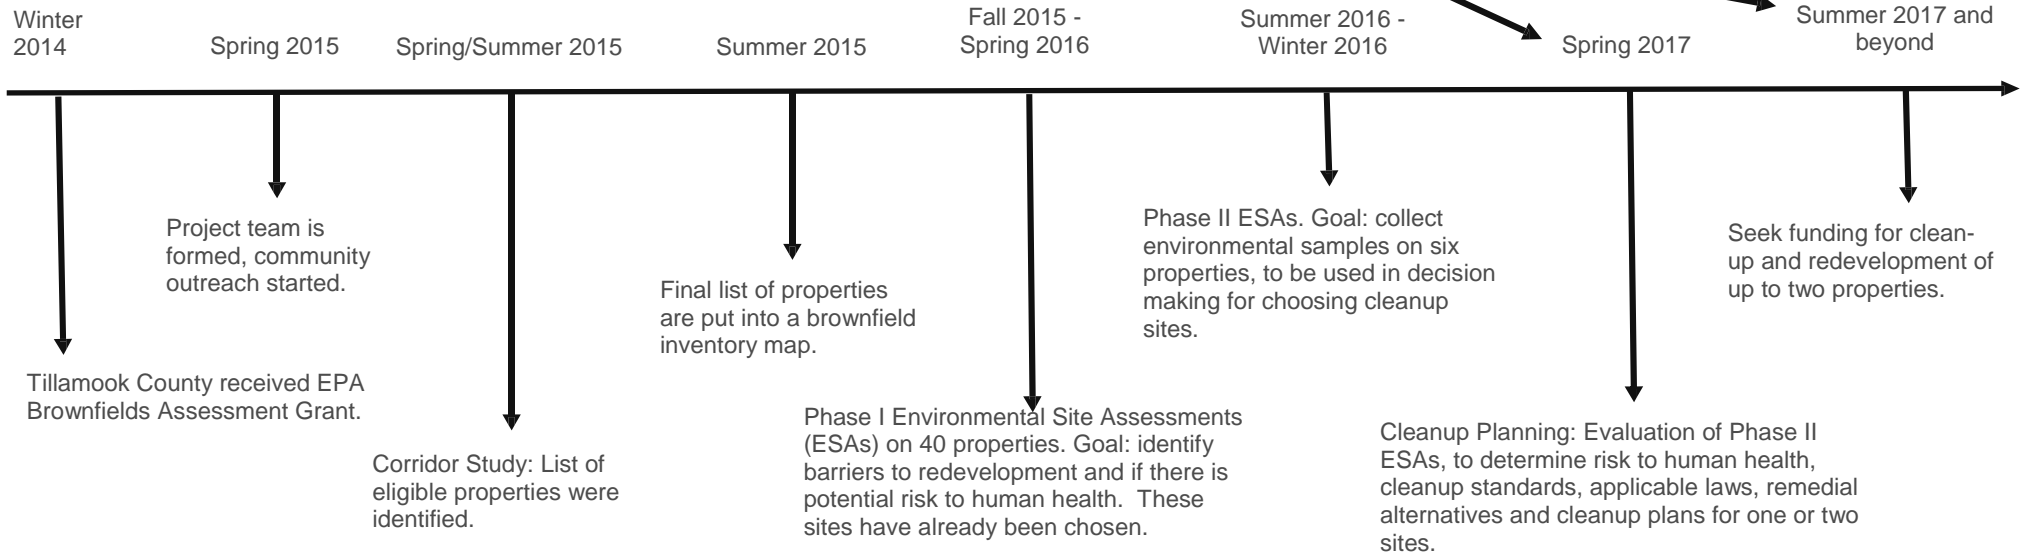 Winter
2014
Spring 2015
Spring/Summer 2015
Summer 2015
Fall 2015 -
Spring 2016
Summer 2016 -
Winter 2016
Spring 2017
Summer 2017 and
beyond
Tillamook County received EPA
Brownfields Assessment Grant.
Project team is
formed, community
outreach started.
Corridor Study: List of
eligible properties were
identified.
Final list of properties
are put into a brownfield
inventory map.
Phase I Environmental Site Assessments
(ESAs) on 40 properties. Goal: identify
barriers to redevelopment and if there is
potential risk to human health.  These
sites have already been chosen.
Phase II ESAs. Goal: collect
environmental samples on six
properties, to be used in decision
making for choosing cleanup
sites.
Cleanup Planning: Evaluation of Phase II
ESAs, to determine risk to human health,
cleanup standards, applicable laws, remedial
alternatives and cleanup plans for one or two
sites.
Seek funding for clean-
up and redevelopment of
up to two properties.